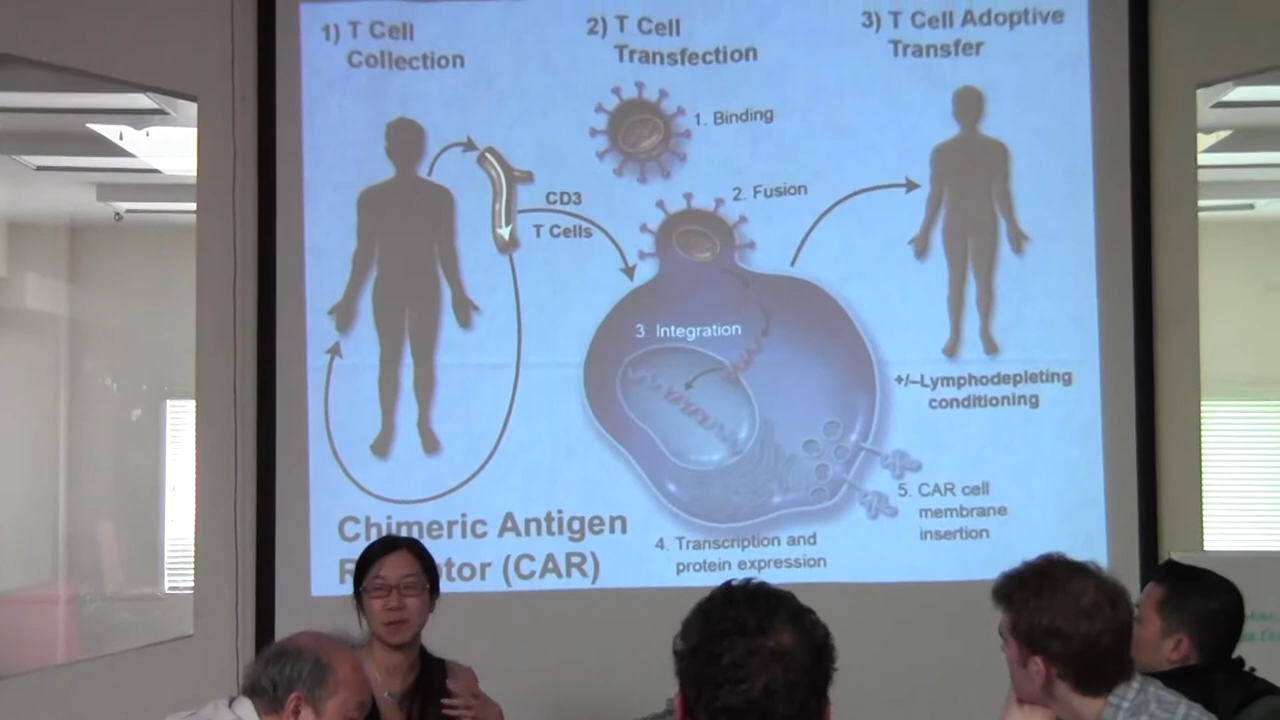 1) T Cell
Collection
2) T Cell
Transfection
3) T Cell Adoptive
Transfer
1. Binding
2. Fusion
CD3
T Cells
3. Integration
+/–Lymphodepleting
conditioning
5. CAR cell
membrane
insertion
4. Transcription and
protein expression
Chimeric Antigen
(CAR)